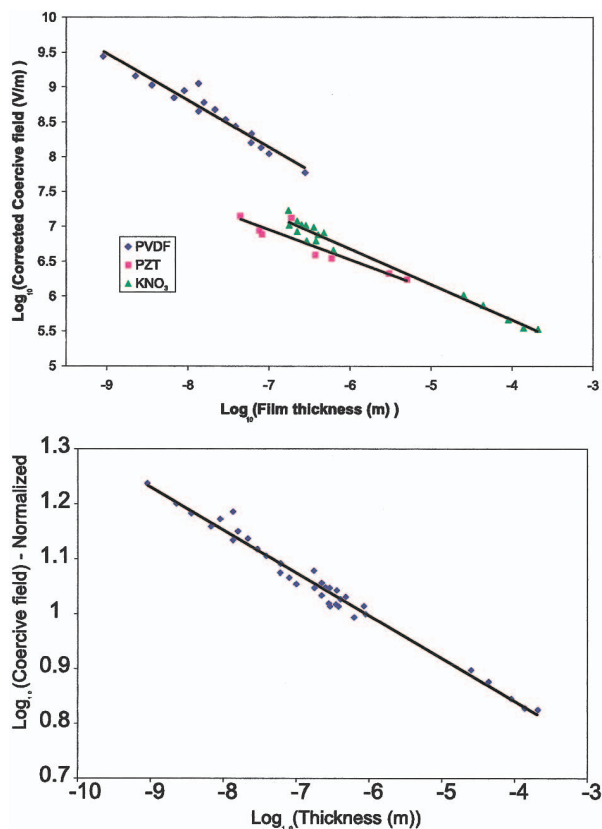 10
9.5
9
8.5
8
7.5
7
6.5
6
5.5
5
Log₁₀(Corrected Coercive field (V/m))
PVDF
PZT
KNO₃
-9 -8 -7 -6 -5 -4 -3
Log₁₀(Film thickness (m) )
1.3
1.2
1.1
1
0.9
0.8
0.7
Log₁₀(Coercive field) - Normalized
-10 -9 -8 -7 -6 -5 -4 -3
Log₁₀(Thickness (m))